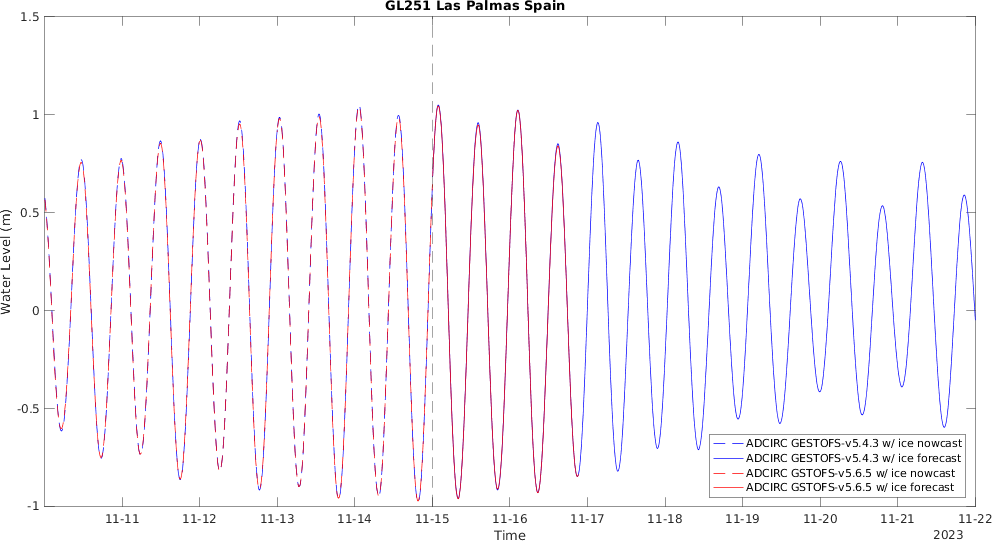 GL251 Las Palmas Spain
1.5
1
0.5
0
-0.5
-1
Water Level (m)
ADCIRC GESTOFS-v5.4.3 w/ ice nowcast
ADCIRC GESTOFS-v5.4.3 w/ ice forecast
ADCIRC GSTOFS-v5.6.5 w/ ice nowcast
ADCIRC GSTOFS-v5.6.5 w/ ice forecast
11-11 11-12 11-13 11-14 11-15 11-16 11-17 11-18 11-19 11-20 11-21 11-22
Time
2023